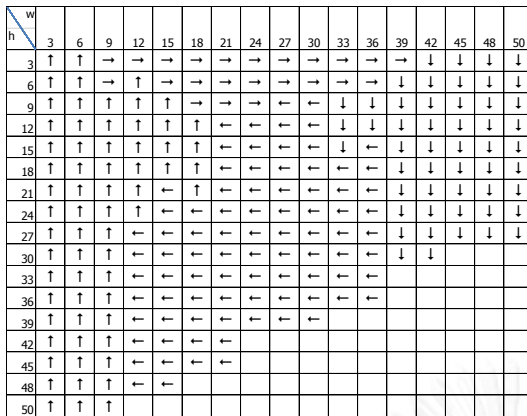 w
h
3 6 9 12 15 18 21 24 27 30 33 36 39 42 45 48 50
3 ↑ ↑ → → → → → → → → → → → ↓ ↓ ↓ ↓
6 ↑ ↑ → ↑ → → → → → → → → ↓ ↓ ↓ ↓ ↓
9 ↑ ↑ ↑ ↑ ↑ → → → ← ← ↓ ↓ ↓ ↓ ↓ ↓ ↓
12 ↑ ↑ ↑ ↑ ↑ ↑ ← ← ← ← ↓ ↓ ↓ ↓ ↓ ↓ ↓
15 ↑ ↑ ↑ ↑ ↑ ↑ ← ← ← ← ↓ ← ↓ ↓ ↓ ↓ ↓
18 ↑ ↑ ↑ ↑ ↑ ↑ ← ← ← ← ← ← ↓ ↓ ↓ ↓ ↓
21 ↑ ↑ ↑ ↑ ← ↑ ← ← ← ← ← ← ↓ ↓ ↓ ↓ ↓
24 ↑ ↑ ↑ ↑ ← ← ← ← ← ← ← ← ↓ ↓ ↓ ↓ ↓
27 ↑ ↑ ↑ ← ← ← ← ← ← ← ← ← ↓ ↓ ↓ ↓ ↓
30 ↑ ↑ ↑ ← ← ← ← ← ← ← ← ← ↓ ↓
33 ↑ ↑ ↑ ← ← ← ← ← ← ← ← ←
36 ↑ ↑ ↑ ← ← ← ← ← ← ← ← ←
39 ↑ ↑ ↑ ← ← ← ← ← ← ←
42 ↑ ↑ ↑ ← ← ← ←
45 ↑ ↑ ↑ ← ← ← ←
48 ↑ ↑ ↑ ← ←
50 ↑ ↑ ↑